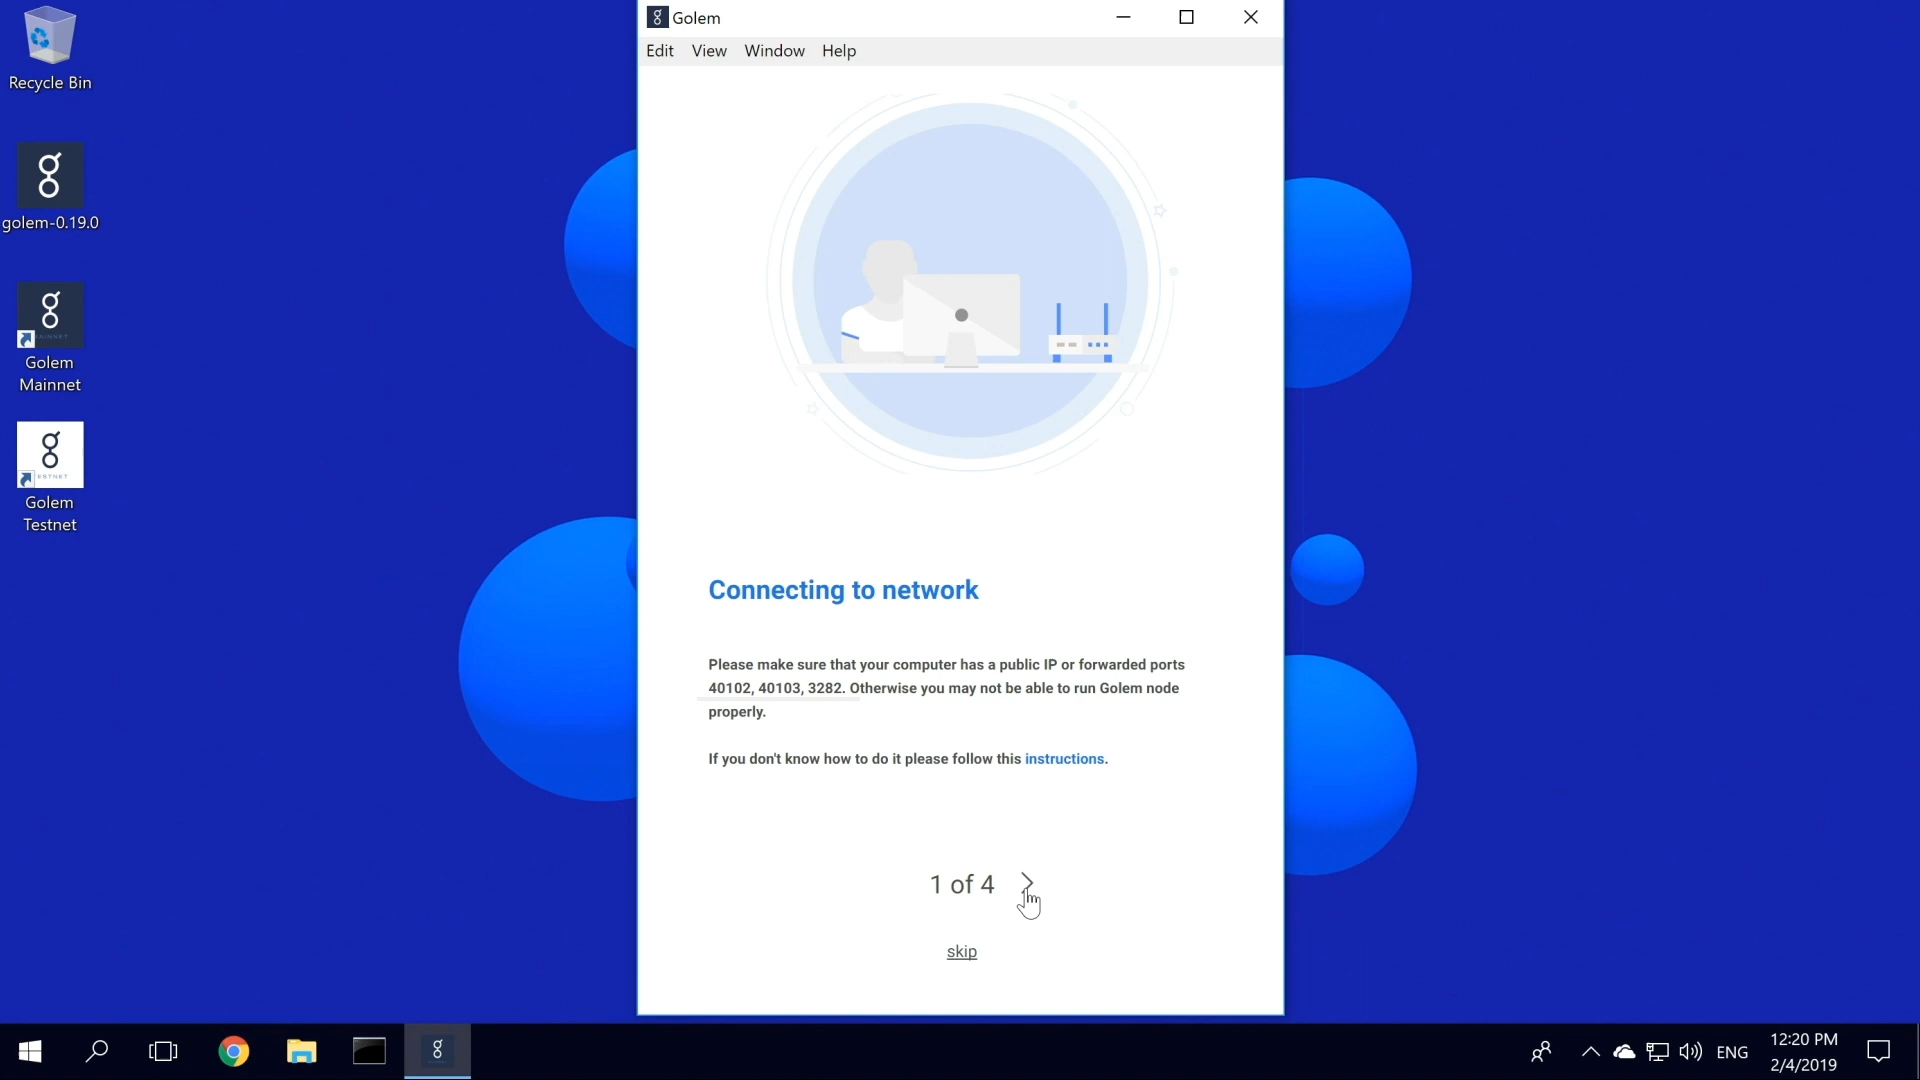 Golem
Edit View Window Help
Recycle Bin
golem-0.19.0
Golem
Mainnet
TESTNET
Golem
Testnet
Connecting to network
Please make sure that your computer has a public IP or forwarded ports
40102, 40103, 3282. Otherwise you may not be able to run Golem node
properly.
If you don't know how to do it please follow this instructions.
1 of 4
skip
ENG
12:20 PM
2/4/2019